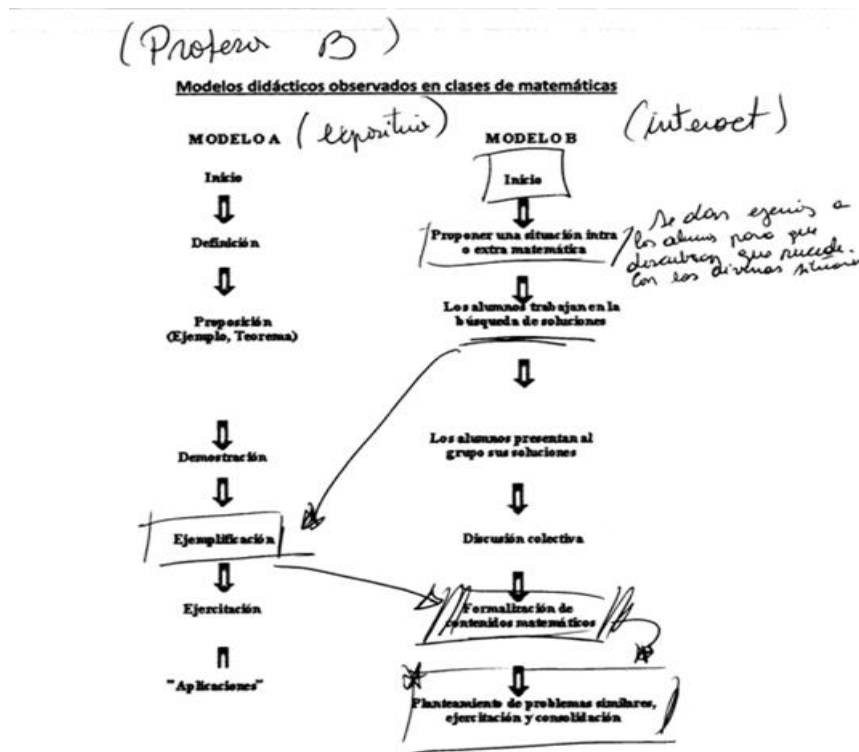 (Profesor B)
Modelos didácticos observados en clases de matemáticas
MODELO A (expositivo)
Inicio
Definición
Proposición
(Ejemplo, Teorema)
Demostración
Ejemplificación
Ejercitación
"Aplicaciones"
MODELO B (interact)
Inicio
Proponer una situación intra
o extra matemática
Se dan a
los alumnos para que
descubran que sucede
con las diversas
Los alumnos trabajan en la
búsqueda de soluciones
Los alumnos presentan al
grupo sus soluciones
Discusión colectiva
Formalización de
contenidos matemáticos
Planteamiento de problemas similares,
ejercitación y consolidación